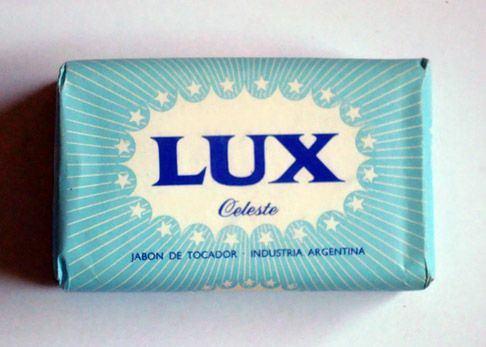 LUX
Celeste
JABON DE TOCADOR · INDUSTRIA ARGENTINA